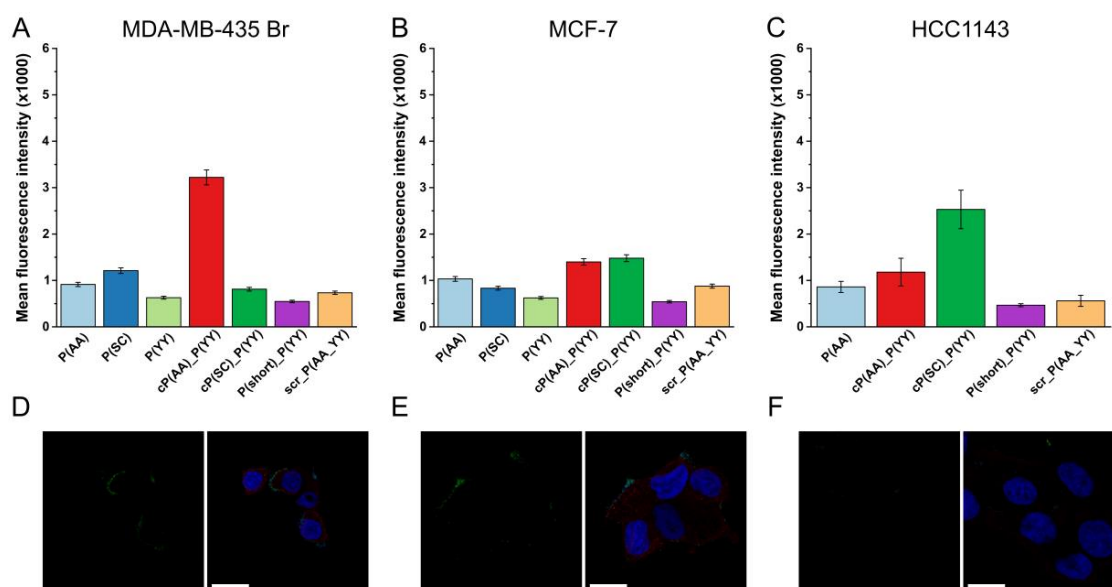 A
MDA-MB-435 Br
Mean fluorescence intensity (x1000)
6
5
4
3
2
1
0
P(AA)
P(SC)
P(YY)
cP(AA)_P(YY)
cP(SC)_P(YY)
P(short)_P(YY)
scr_P(AA_YY)
B
MCF-7
Mean fluorescence intensity (x1000)
6
5
4
3
2
1
0
P(AA)
P(SC)
P(YY)
cP(AA)_P(YY)
cP(SC)_P(YY)
P(short)_P(YY)
scr_P(AA_YY)
C
HCC1143
Mean fluorescence intensity (x1000)
6
5
4
3
2
1
0
P(AA)
cP(AA)_P(YY)
cP(SC)_P(YY)
P(short)_P(YY)
scr_P(AA_YY)
D
E
F